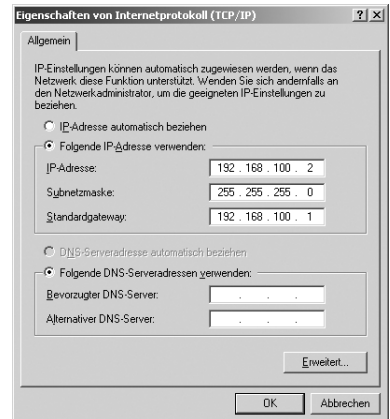 Eigenschaften von Internetprotokoll (TCP/IP)
Allgemein
IP-Einstellungen können automatisch zugewiesen werden, wenn das
Netzwerk diese Funktion unterstützt. Wenden Sie sich andernfalls an
den Netzwerkadministrator, um die geeigneten IP-Einstellungen zu
beziehen.
IP-Adresse automatisch beziehen
Folgende IP-Adresse verwenden:
IP-Adresse: 192 . 168 . 100 . 2
Subnetzmaske: 255 . 255 . 255 . 0
Standardgateway: 192 . 168 . 100 . 1
DNS-Serveradresse automatisch beziehen
Folgende DNS-Serveradressen verwenden:
Bevorzugter DNS-Server: . . .
Alternativer DNS-Server: . . .
Erweitert...
OK Abbrechen